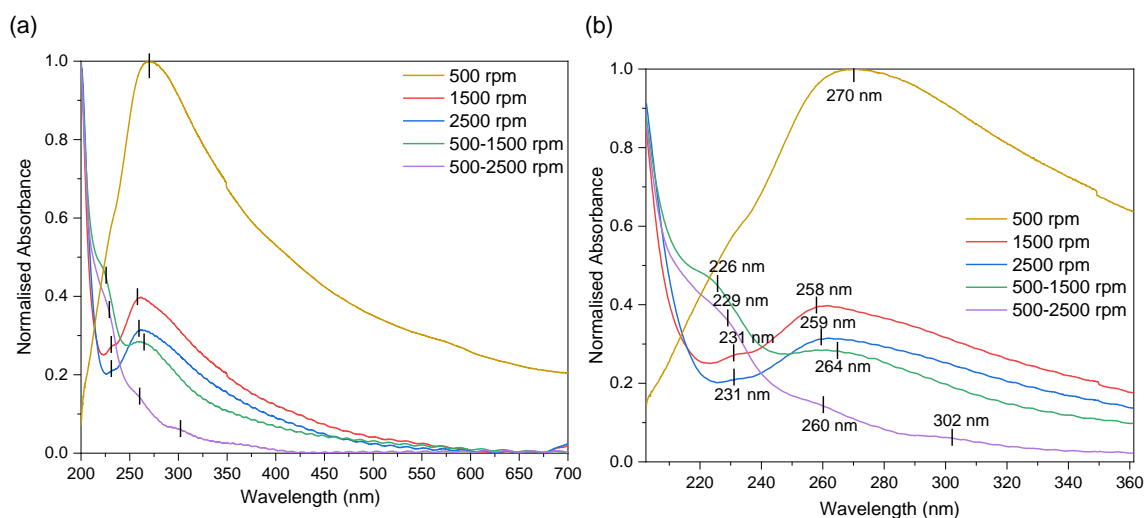 (a)
1.0
0.8
0.6
0.4
0.2
0.0
Normalised Absorbance
500 rpm
1500 rpm
2500 rpm
500-1500 rpm
500-2500 rpm
200 250 300 350 400 450 500 550 600 650 700
Wavelength (nm)
(b)
1.0
0.8
0.6
0.4
0.2
0.0
Normalised Absorbance
270 nm
500 rpm
1500 rpm
2500 rpm
500-1500 rpm
500-2500 rpm
226 nm
229 nm
231 nm
231 nm
258 nm
259 nm
264 nm
260 nm
302 nm
220 240 260 280 300 320 340 360
Wavelength (nm)